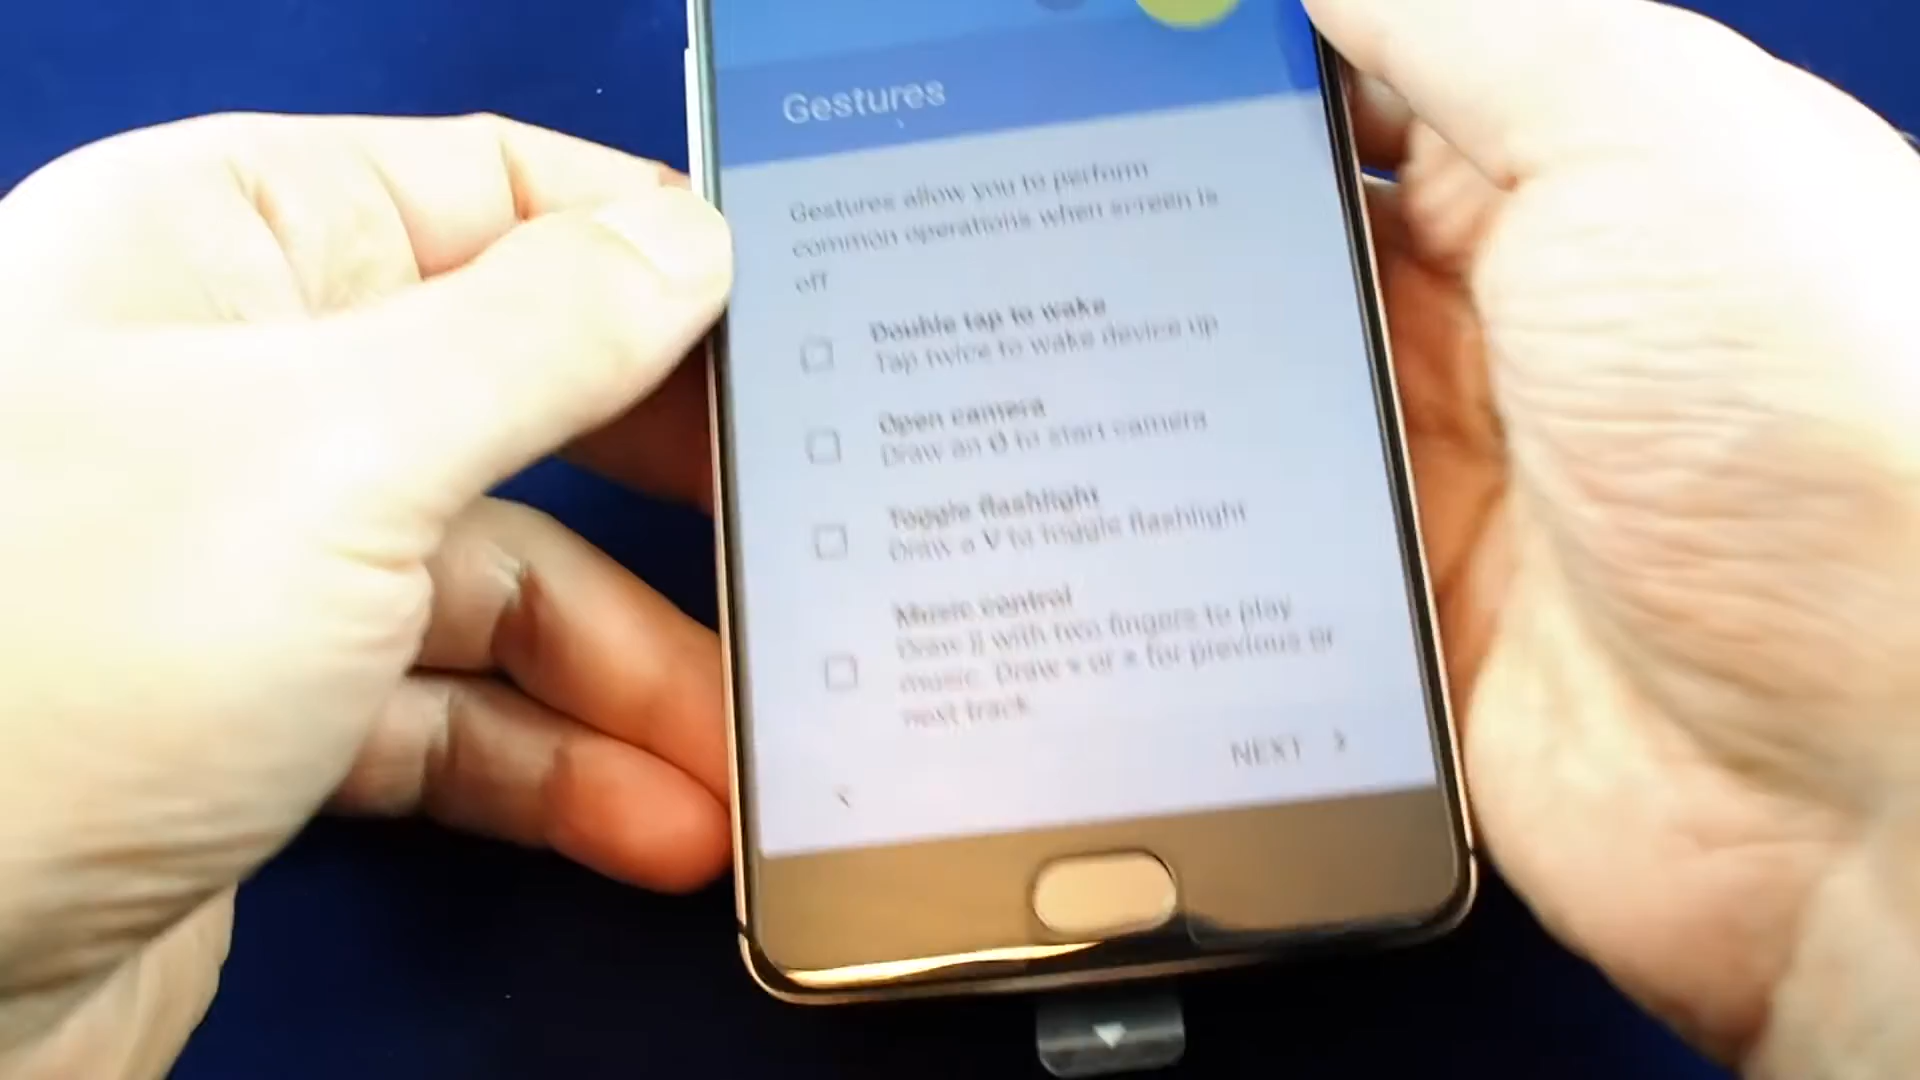 Gestures
Gestures allow you to perform
common operations when screen is
off
Double tap to wake
Tap twice to wake device up
Open camera
Draw an O to start camera
Toggle flashlight
Draw a V to toggle flashlight
Music control
Draw || with two fingers to play
music. Draw < or > for previous or
next track.
NEXT